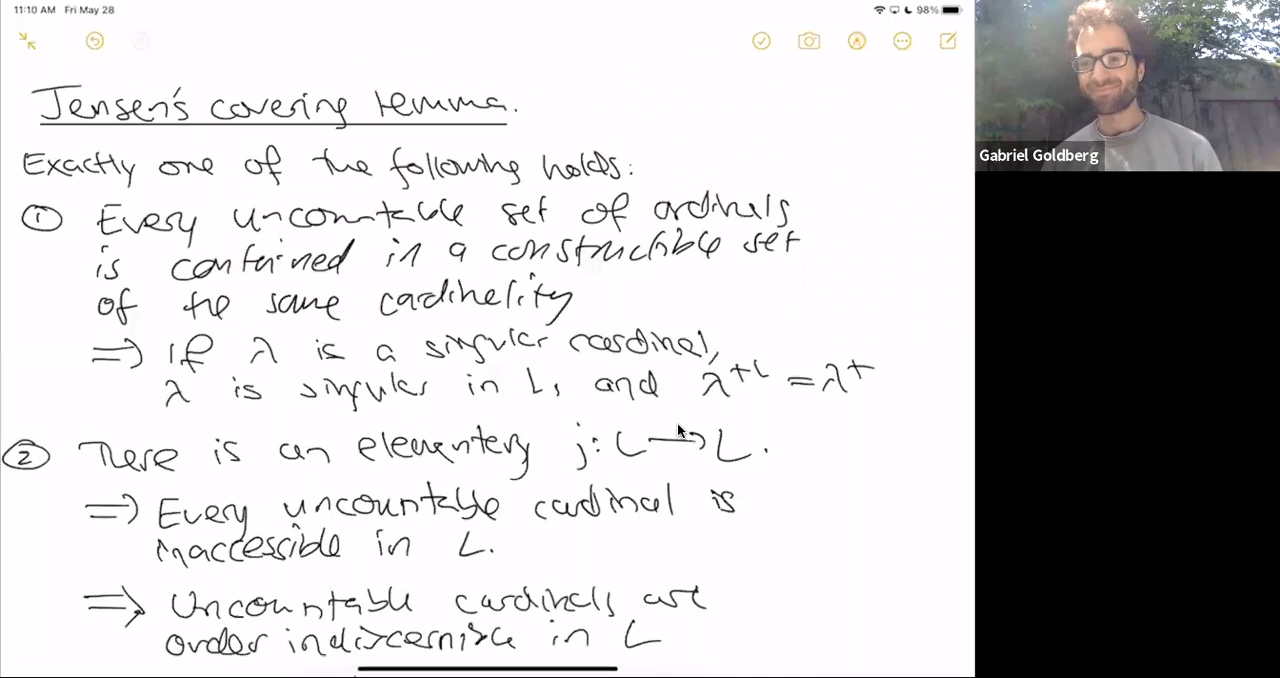 11:10 AM Fri May 28
98%
Jensen's covering lemma.
Exactly one of the following holds:
① Every uncountable set of ordinals
is contained in a constructible set
of the same cardinality
⇒ If λ is a singular cardinal,
λ is singular in L, and λ^{+L} = λ^+
② There is an elementary j: L → L.
⇒ Every uncountable cardinal is
inaccessible in L.
⇒ Uncountable cardinals are
order indiscernible in L
Gabriel Goldberg